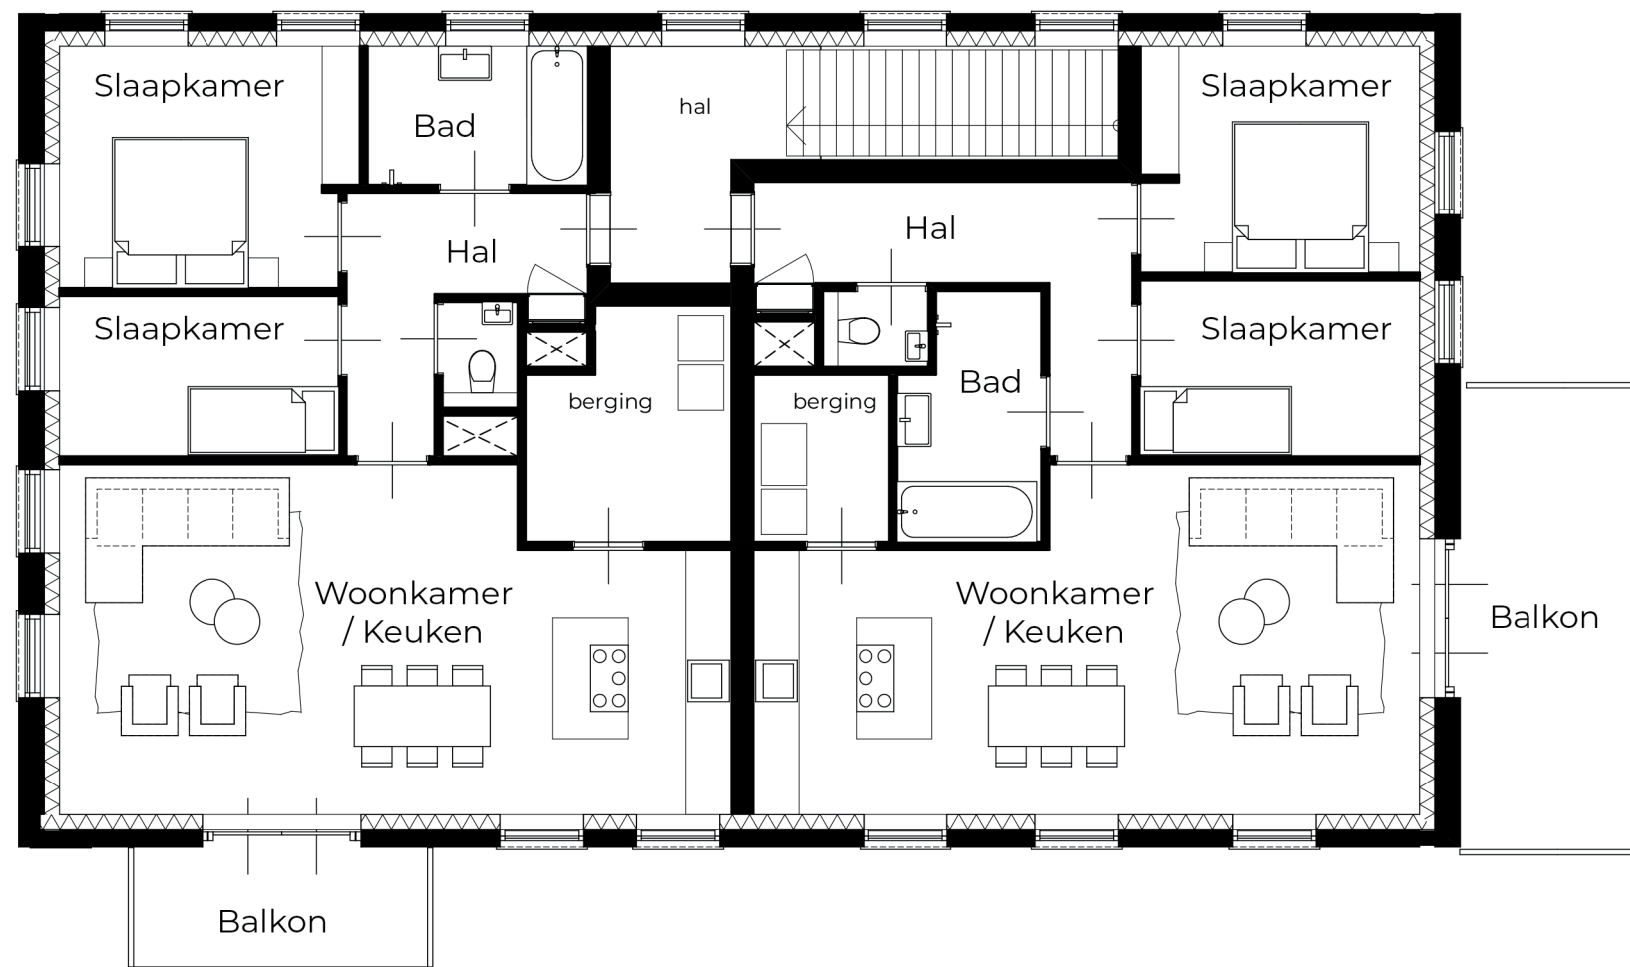 Slaapkamer
Bad
hal
Slaapkamer
Hal
Hal
Slaapkamer
Slaapkamer
berging
berging
Bad
Woonkamer
/ Keuken
Woonkamer
/ Keuken
Balkon
Balkon